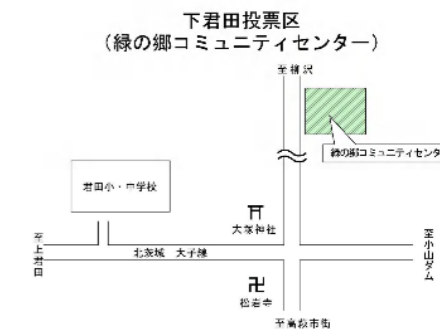 下君田投票区
（緑の郷コミュニティセンター）
至柳沢
緑の郷コミュニティセンタ
君田小・中学校
大塚神社
至上君田
北茨城　大子線
至小山ダム
松岩寺
至高萩市街